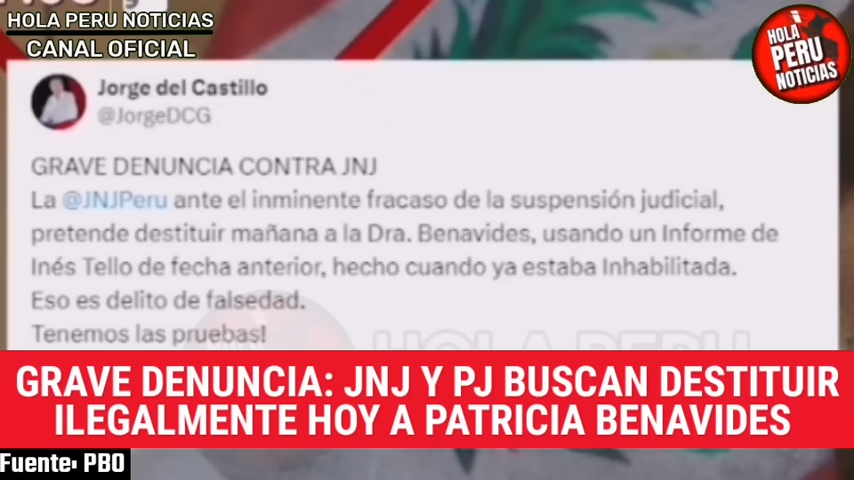 HOLA PERU NOTICIAS
CANAL OFICIAL
HOLA
PERU
NOTICIAS
Jorge del Castillo
@JorgeDCG
GRAVE DENUNCIA CONTRA JNJ
La @JNJPeru ante el inminente fracaso de la suspensión judicial,
pretende destituir mañana a la Dra. Benavides, usando un Informe de
Inés Tello de fecha anterior, hecho cuando ya estaba Inhabilitada.
Eso es delito de falsedad.
Tenemos las pruebas!
HOLA PERU
GRAVE DENUNCIA: JNJ Y PJ BUSCAN DESTITUIR
ILEGALMENTE HOY A PATRICIA BENAVIDES
Fuente: PBO